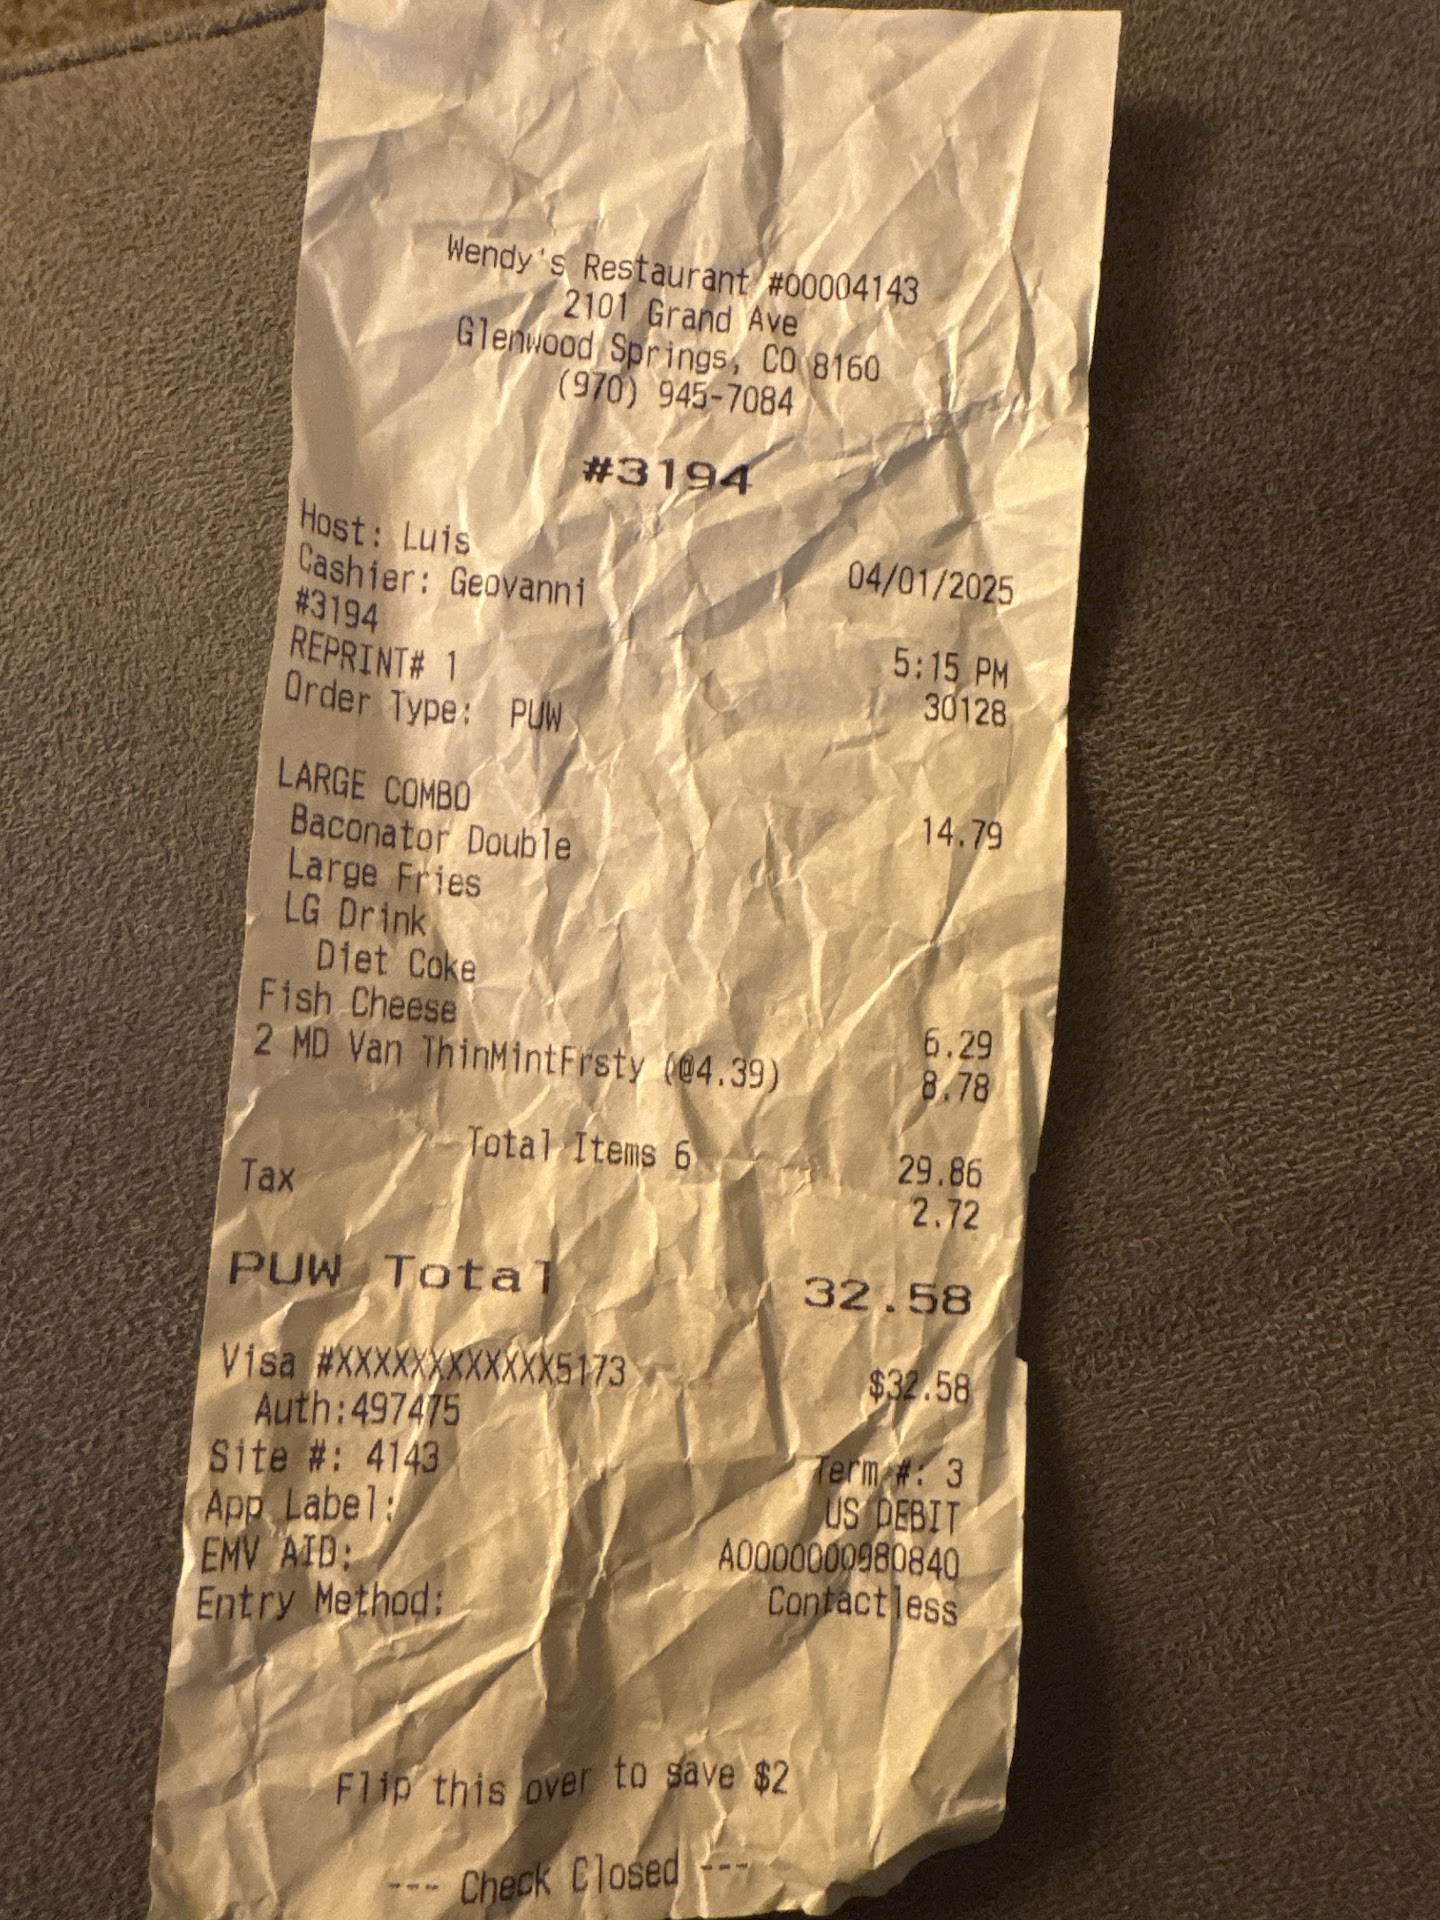 Wendy's Restaurant #00004143
2101 Grand Ave
Glenwood Springs, CO 8160
(970) 945-7084
#3194
Host: Luis
Cashier: Geovanni 04/01/2025
#3194
REPRINT# 1 5:15 PM
Order Type: PUW 30128
LARGE COMBO
Baconator Double 14.79
Large Fries
LG Drink
Diet Coke
Fish Cheese 6.29
2 MD Van ThinMintFrsty (@4.39) 8.78
Total Items 6 29.86
Tax 2.72
PUW Total 32.58
Visa #XXXXXXXXXXXX5173 $32.58
Auth:497475
Site #: 4143 Term #: 3
App Label: US DEBIT
EMV AID: A0000000980840
Entry Method: Contactless
Flip this over to save $2
--- Check Closed ---